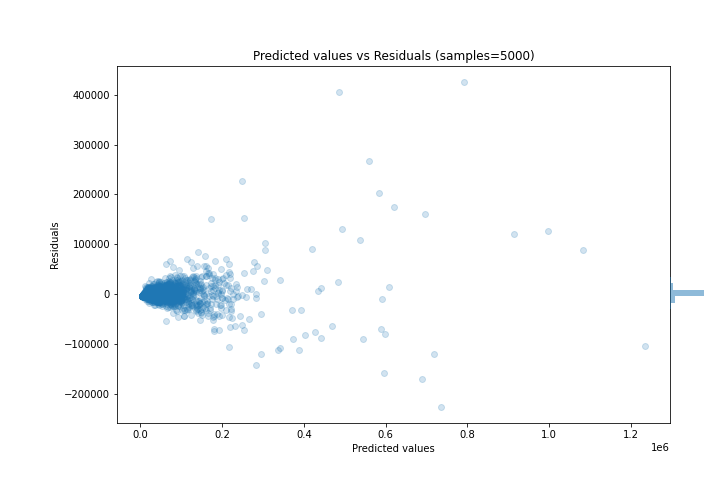 Predicted values vs Residuals (samples=5000)
400000
300000
200000
100000
0
−100000
−200000
Residuals
0.0 0.2 0.4 0.6 0.8 1.0 1.2
1e6
Predicted values